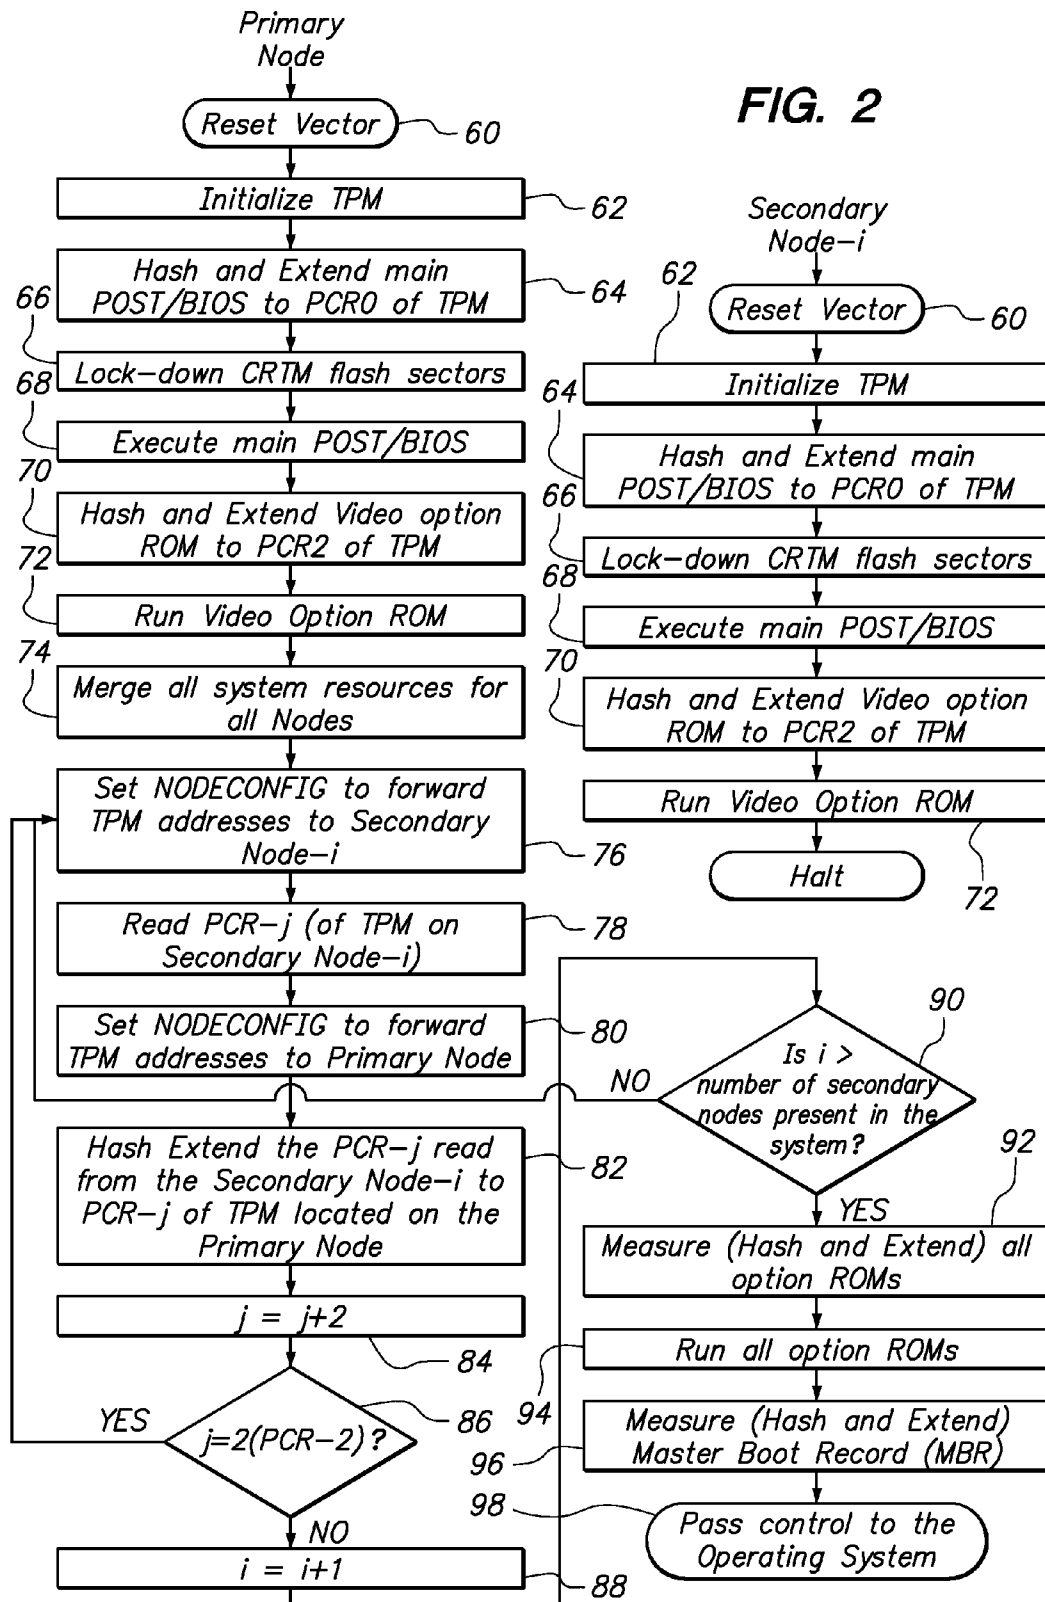 Primary
Node
FIG. 2
Reset Vector
60
Initialize TPM
62
Hash and Extend main
POST/BIOS to PCR0 of TPM
64
66
Lock-down CRTM flash sectors
68
Execute main POST/BIOS
70
Hash and Extend Video option
ROM to PCR2 of TPM
72
Run Video Option ROM
74
Merge all system resources for
all Nodes
Set NODECONFIG to forward
TPM addresses to Secondary
Node-i
76
Read PCR-j (of TPM on
Secondary Node-i)
78
Set NODECONFIG to forward
TPM addresses to Primary Node
80
Hash Extend the PCR-j read
from the Secondary Node-i to
PCR-j of TPM located on the
Primary Node
82
j = j+2
84
j=2(PCR-2)?
86
YES
NO
i = i+1
88
Secondary
Node-i
62
Reset Vector
60
Initialize TPM
64
Hash and Extend main
POST/BIOS to PCR0 of TPM
66
Lock-down CRTM flash sectors
68
Execute main POST/BIOS
70
Hash and Extend Video option
ROM to PCR2 of TPM
Run Video Option ROM
72
Halt
90
Is i >
number of secondary
nodes present in the
system?
NO
YES
92
Measure (Hash and Extend) all
option ROMs
Run all option ROMs
94
Measure (Hash and Extend)
Master Boot Record (MBR)
96
98
Pass control to the
Operating System